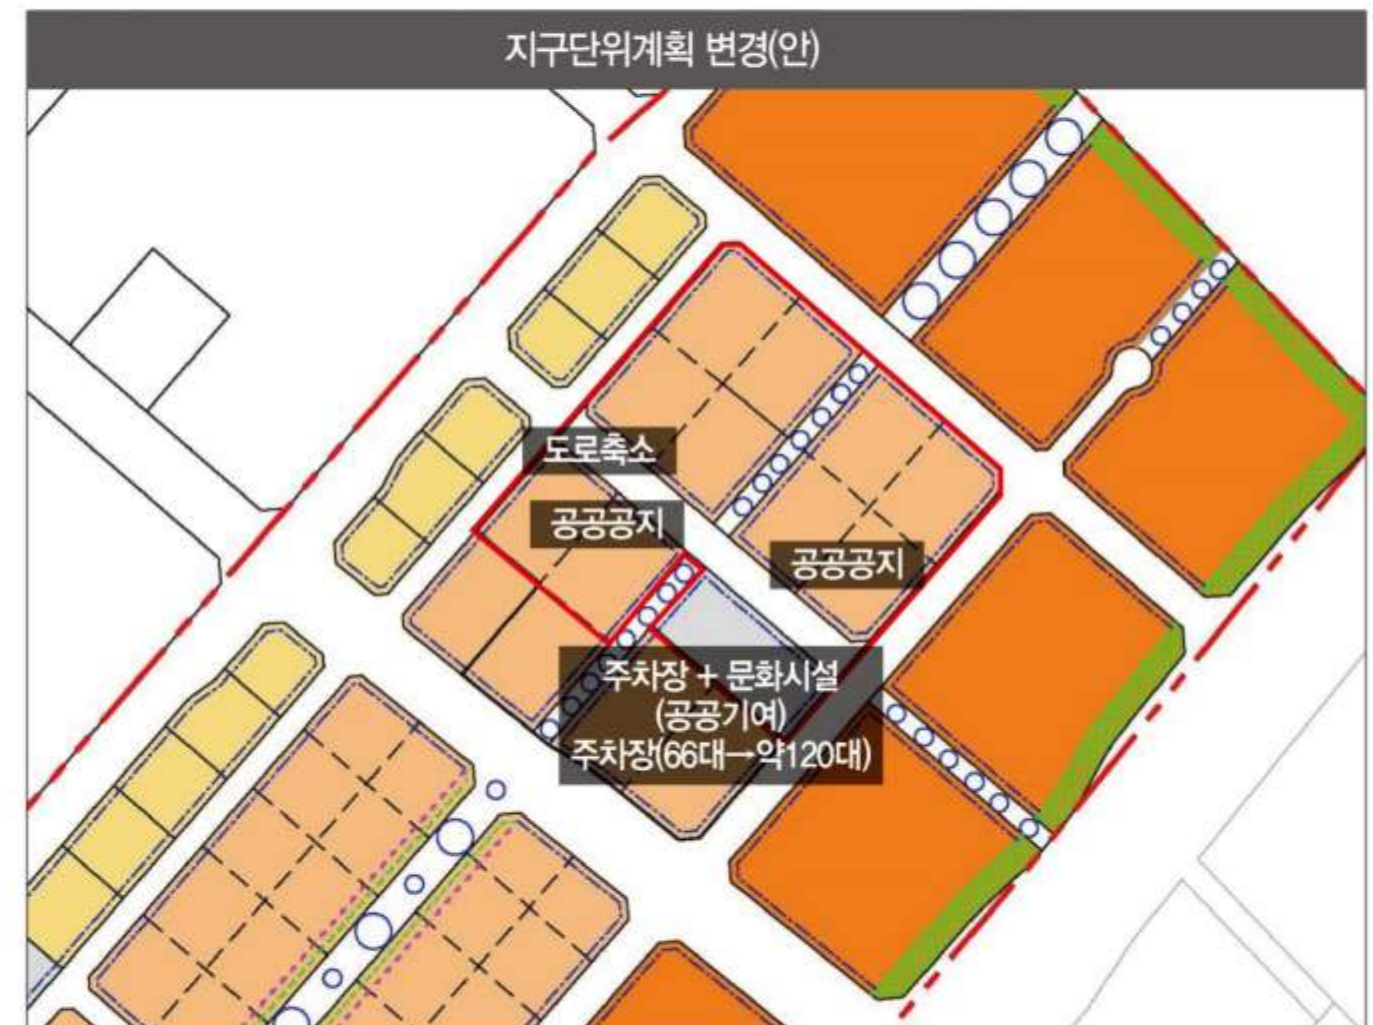 지구단위계획 변경(안)
도로축소
공공공지
공공공지
주차장 + 문화시설
(공공기여)
주차장(66대→약120대)